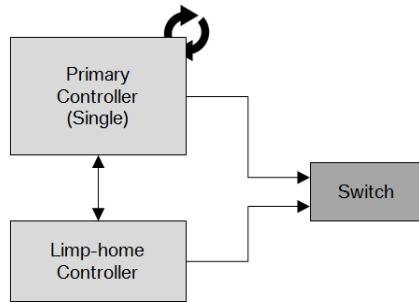 Primary
Controller
(Single)
Switch
Limp-home
Controller